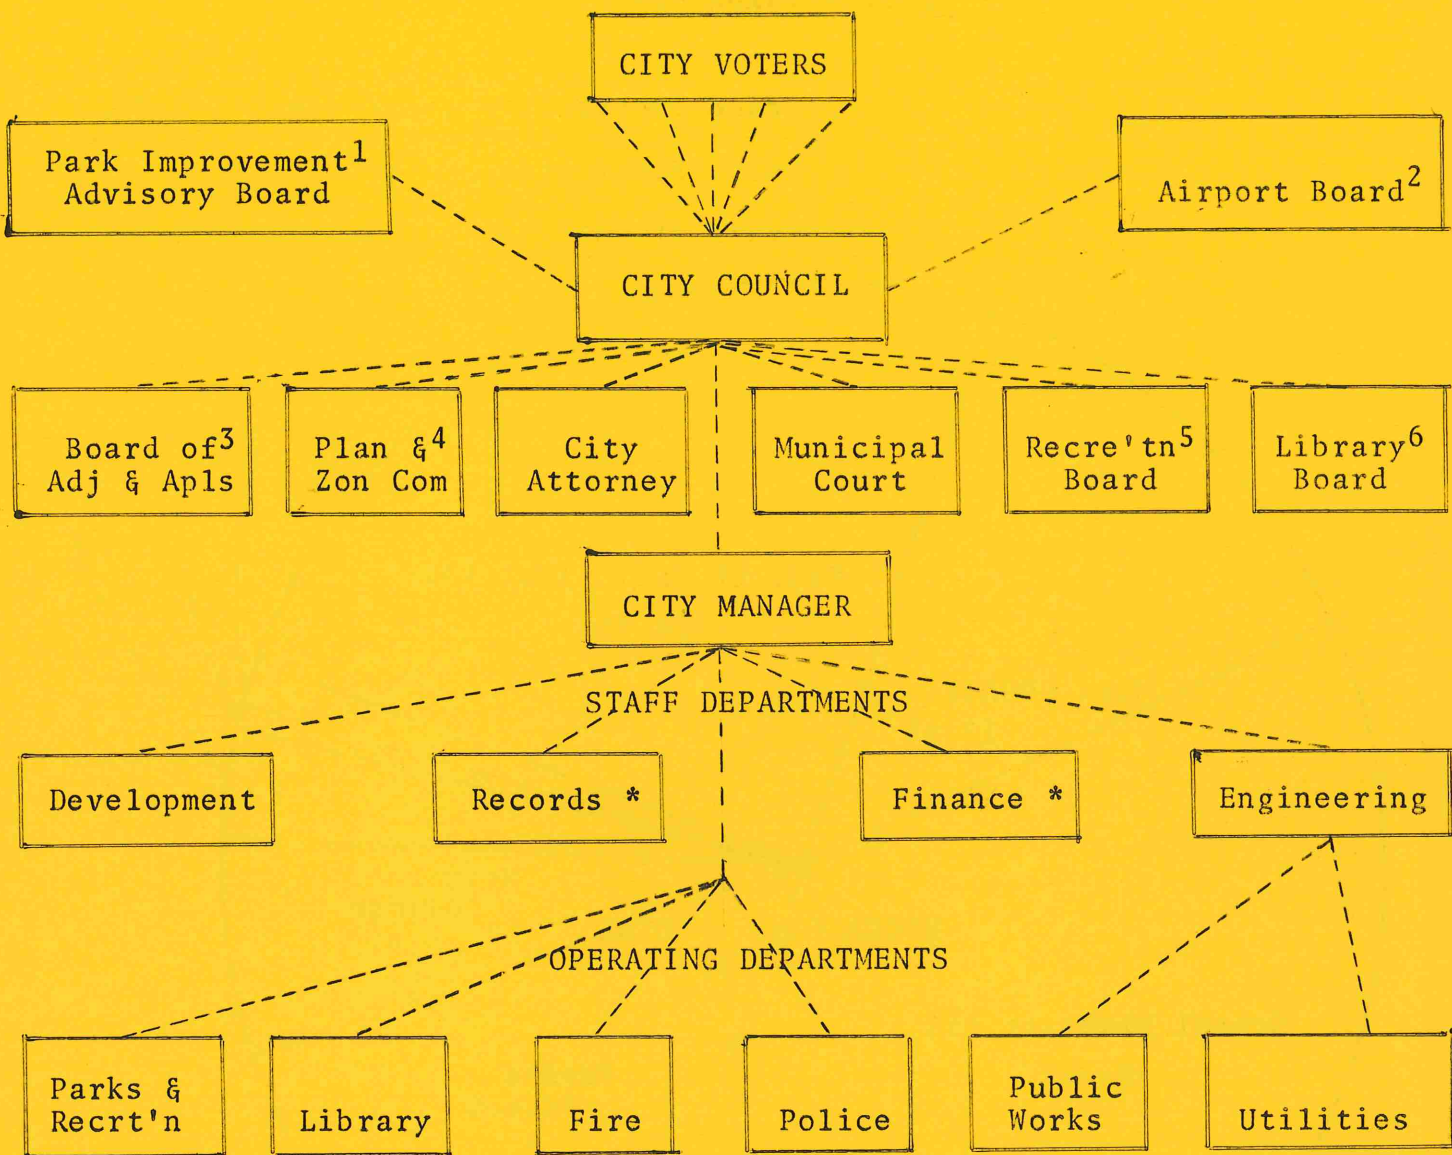 CITY VOTERS
Park Improvement1
Advisory Board
Airport Board2
CITY COUNCIL
Board of3
Adj & Apls
Plan &4
Zon Com
City
Attorney
Municipal
Court
Recre'tn5
Board
Library6
Board
CITY MANAGER
STAFF DEPARTMENTS
Development
Records *
Finance *
Engineering
OPERATING DEPARTMENTS
Parks &
Recrt'n
Library
Fire
Police
Public
Works
Utilities